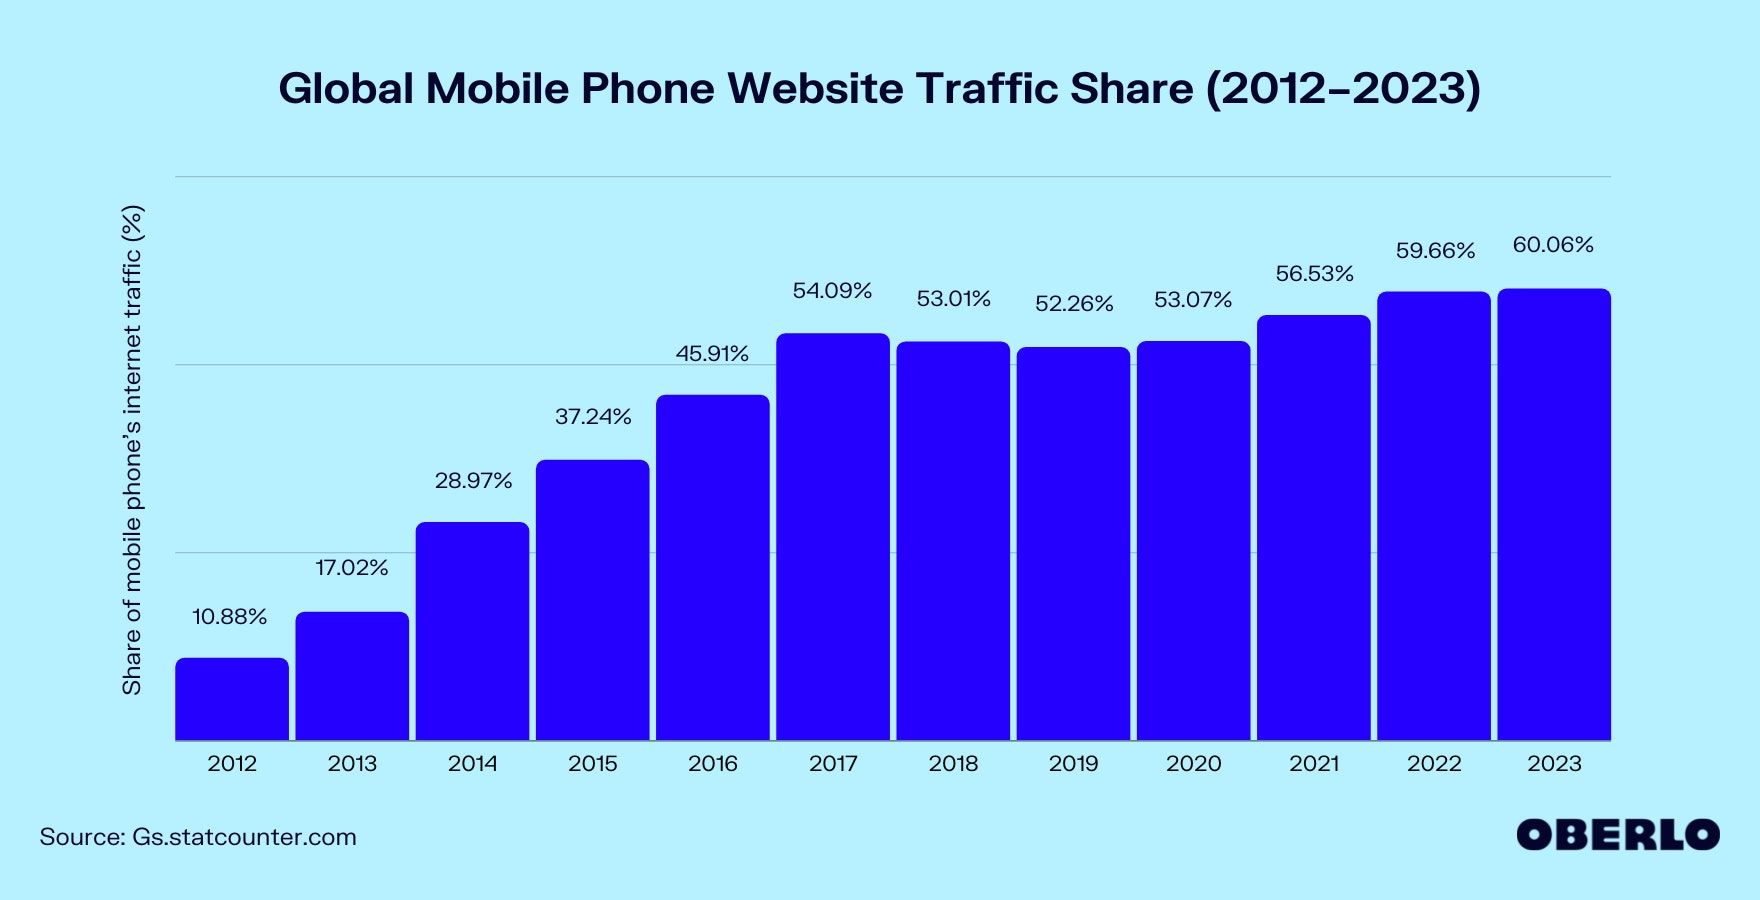 Global Mobile Phone Website Traffic Share (2012–2023)
Share of mobile phone's internet traffic (%)
10.88%
17.02%
28.97%
37.24%
45.91%
54.09%
53.01%
52.26%
53.07%
56.53%
59.66%
60.06%
2012 2013 2014 2015 2016 2017 2018 2019 2020 2021 2022 2023
Source: Gs.statcounter.com
OBERLO